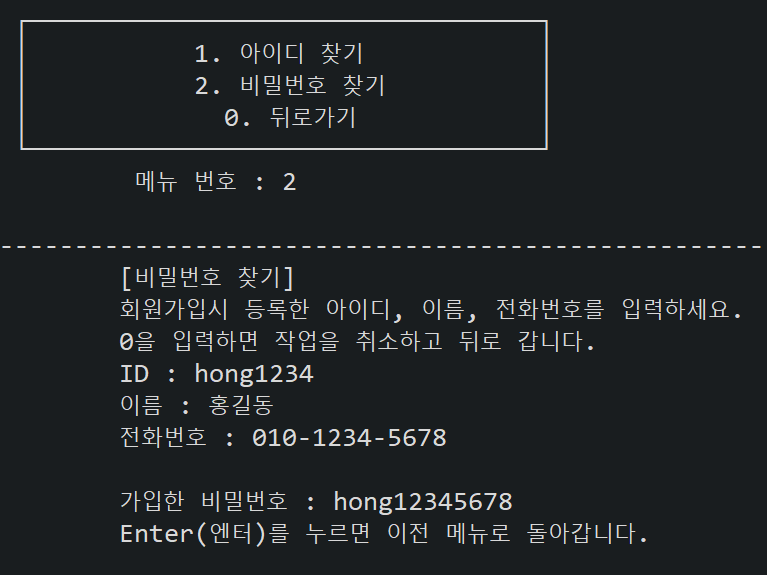 1. 아이디 찾기
2. 비밀번호 찾기
0. 뒤로가기
메뉴 번호 : 2
---------------------------------------------------
[비밀번호 찾기]
회원가입시 등록한 아이디, 이름, 전화번호를 입력하세요.
0을 입력하면 작업을 취소하고 뒤로 갑니다.
ID : hong1234
이름 : 홍길동
전화번호 : 010-1234-5678
가입한 비밀번호 : hong12345678
Enter(엔터)를 누르면 이전 메뉴로 돌아갑니다.